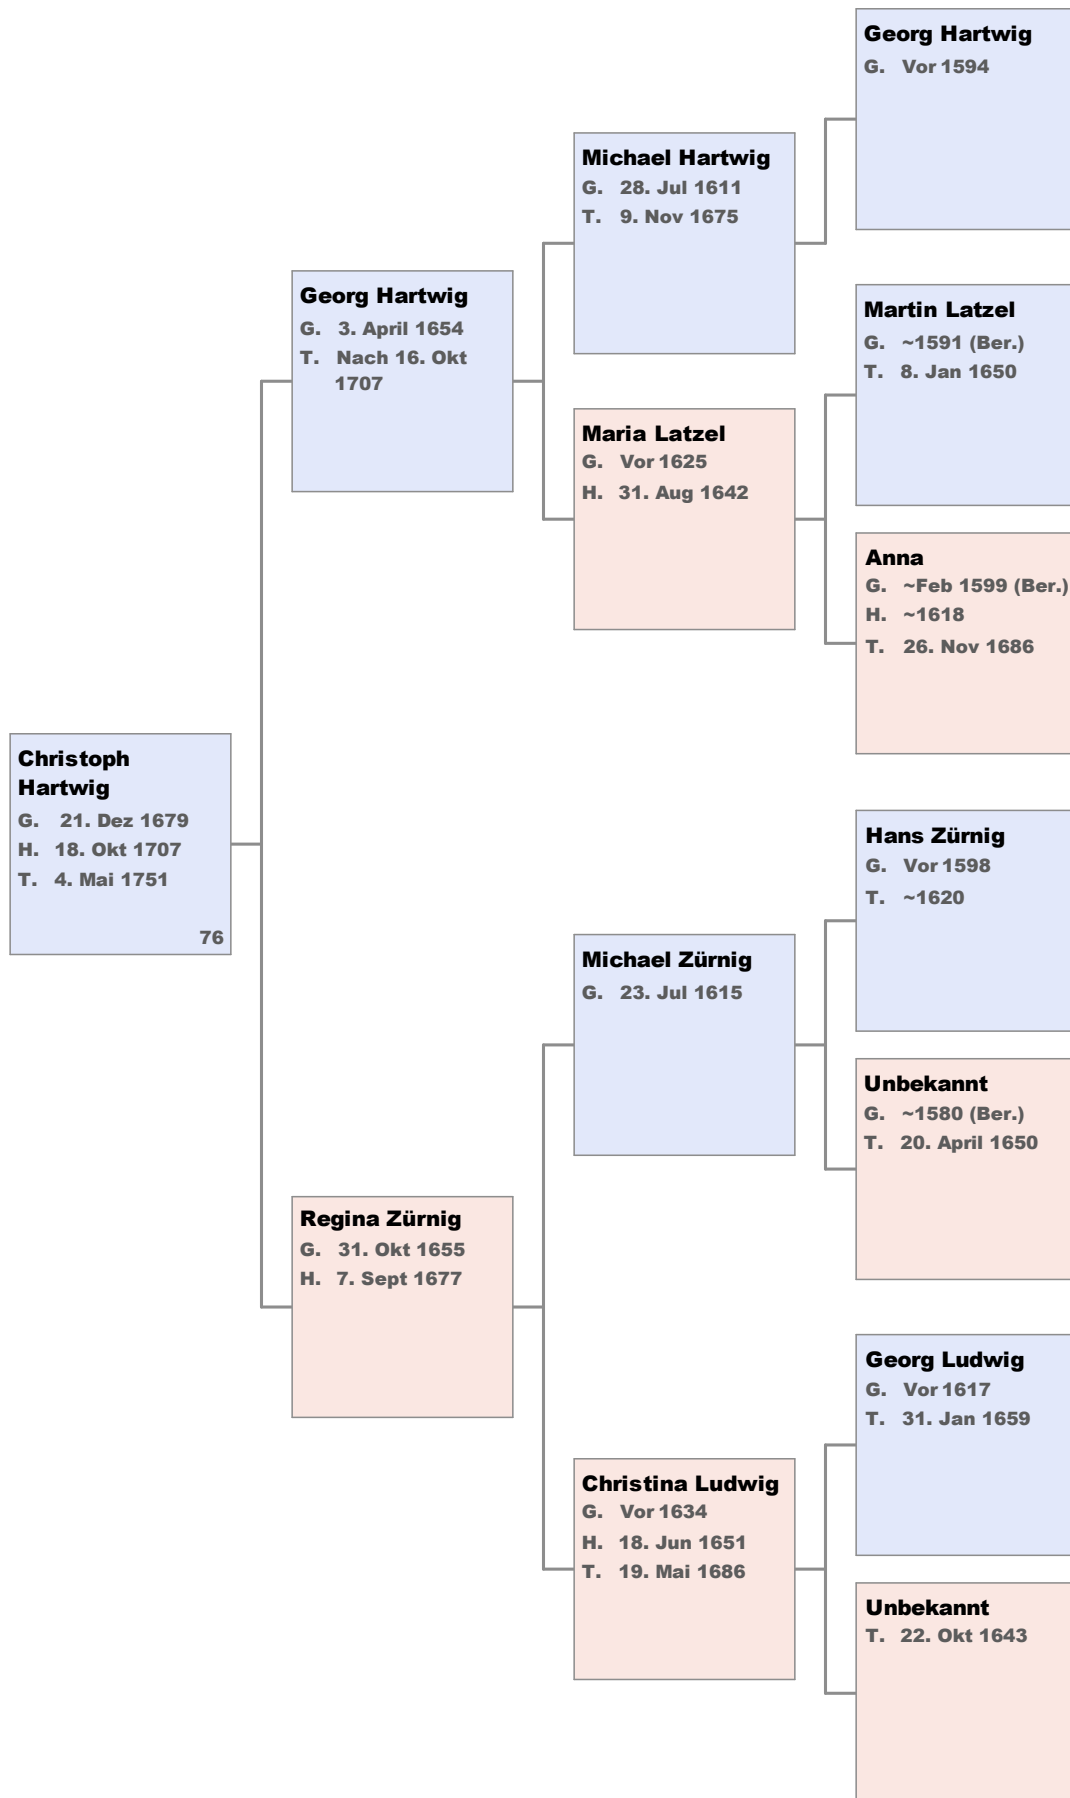 Georg Hartwig
G. Vor 1594
Michael Hartwig
G. 28. Jul 1611
T. 9. Nov 1675
Georg Hartwig
G. 3. April 1654
T. Nach 16. Okt
1707
Martin Latzel
G. ~1591 (Ber.)
T. 8. Jan 1650
Maria Latzel
G. Vor 1625
H. 31. Aug 1642
Anna
G. ~Feb 1599 (Ber.)
H. ~1618
T. 26. Nov 1686
Christoph
Hartwig
G. 21. Dez 1679
H. 18. Okt 1707
T. 4. Mai 1751
76
Hans Zürnig
G. Vor 1598
T. ~1620
Michael Zürnig
G. 23. Jul 1615
Unbekannt
G. ~1580 (Ber.)
T. 20. April 1650
Regina Zürnig
G. 31. Okt 1655
H. 7. Sept 1677
Georg Ludwig
G. Vor 1617
T. 31. Jan 1659
Christina Ludwig
G. Vor 1634
H. 18. Jun 1651
T. 19. Mai 1686
Unbekannt
T. 22. Okt 1643